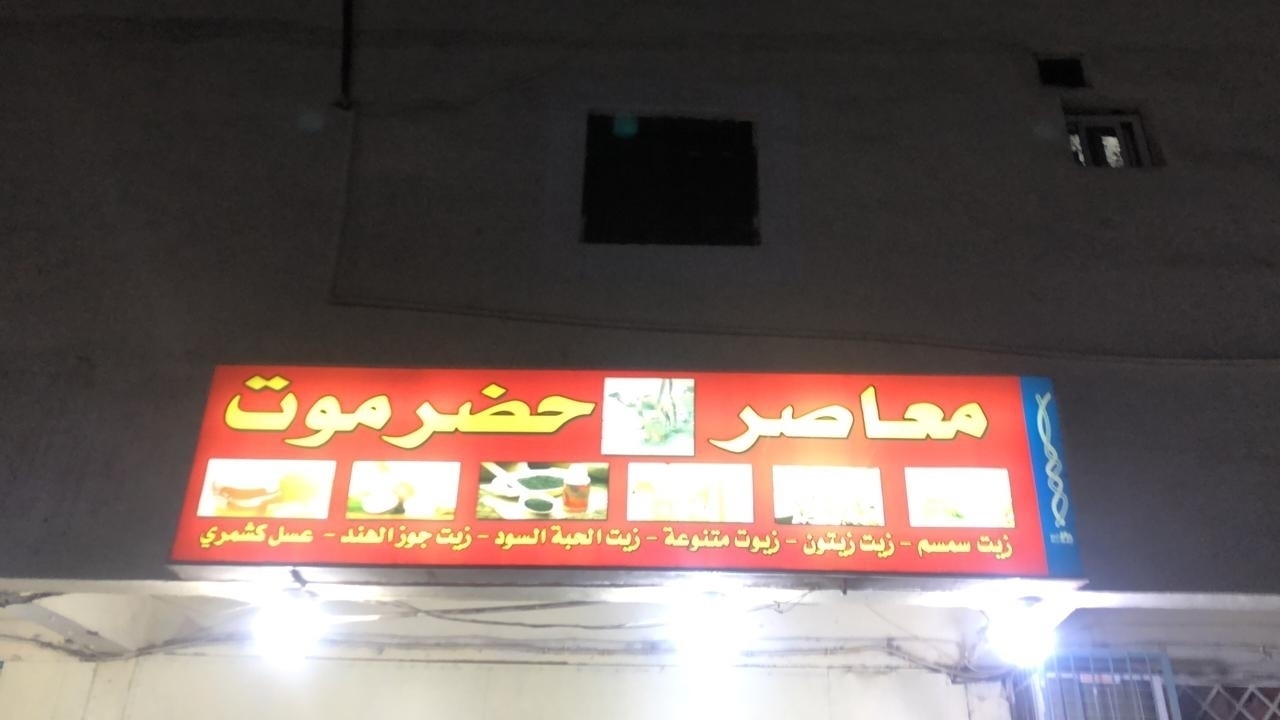 معاصر حضرموت
زيت سمسم - زيت زيتون - زيوت متنوعة - زيت الحبة السود - زيت جوز الهند - عسل كشمري